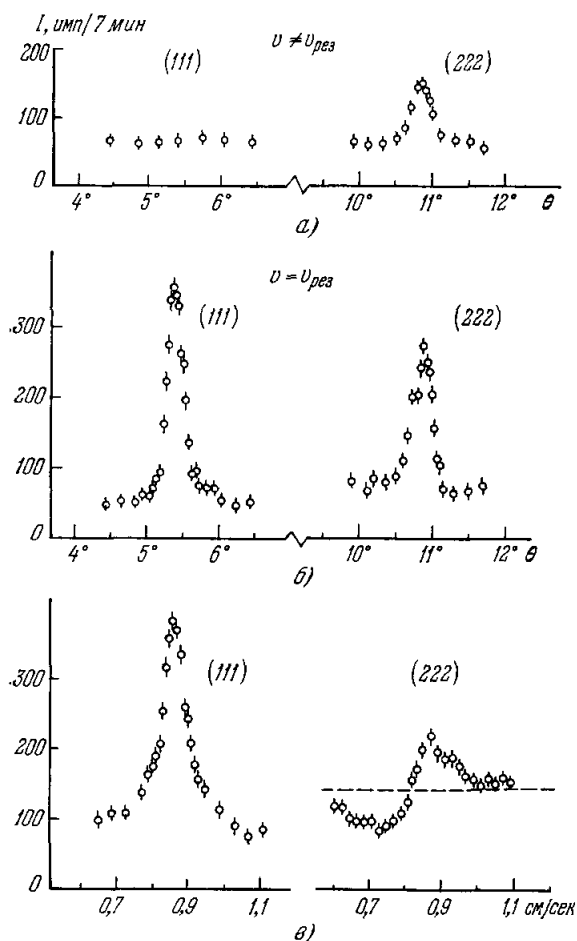 I, имп/7 мин
υ ≠ υрез
(111) (222)
200
100
0
4° 5° 6° 10° 11° 12° θ
а)
υ = υрез
(111) (222)
300
200
100
0
4° 5° 6° 10° 11° 12° θ
б)
(111) (222)
300
200
100
0
0,7 0,9 1,1 0,7 0,9 1,1 см/сек
в)